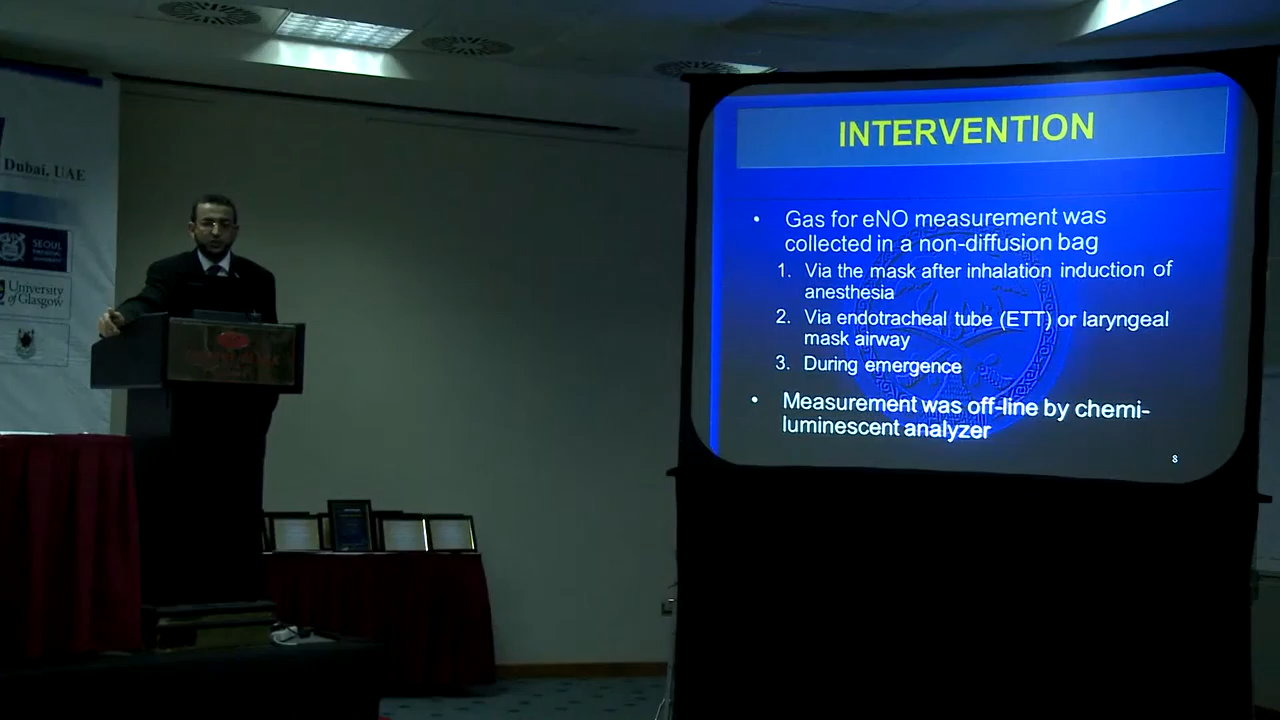 Dubai, UAE
SEOUL
University
of Glasgow
INTERVENTION
• Gas for eNO measurement was
collected in a non-diffusion bag
1. Via the mask after inhalation induction of
anesthesia
2. Via endotracheal tube (ETT) or laryngeal
mask airway
3. During emergence
• Measurement was off-line by chemi-
luminescent analyzer
8